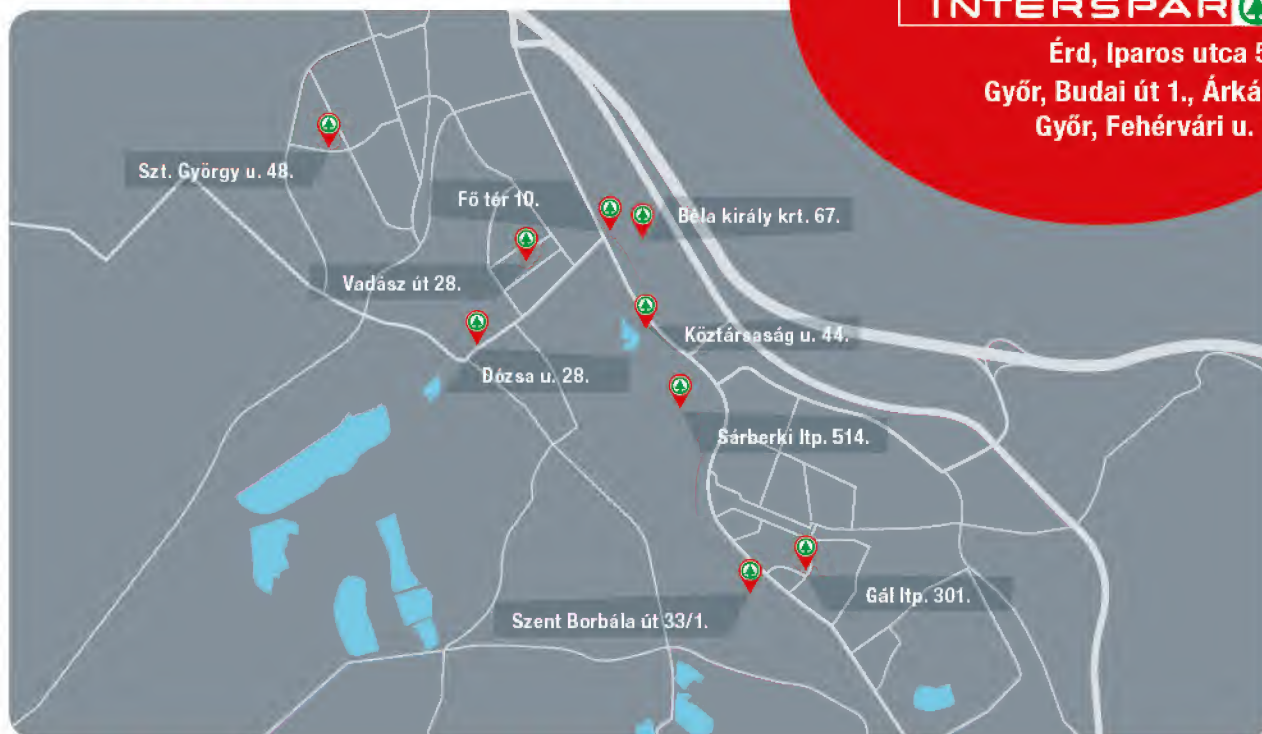 INTERSPAR
Érd, Iparos utca 5
Győr, Budai út 1., Árká
Győr, Fehérvári u.
Szt. György u. 48.
Fő tér 10.
Béla király krt. 67.
Vadász út 28.
Köztársaság u. 44.
Dózsa u. 28.
Sárberki ltp. 514.
Gál ltp. 301.
Szent Borbála út 33/1.